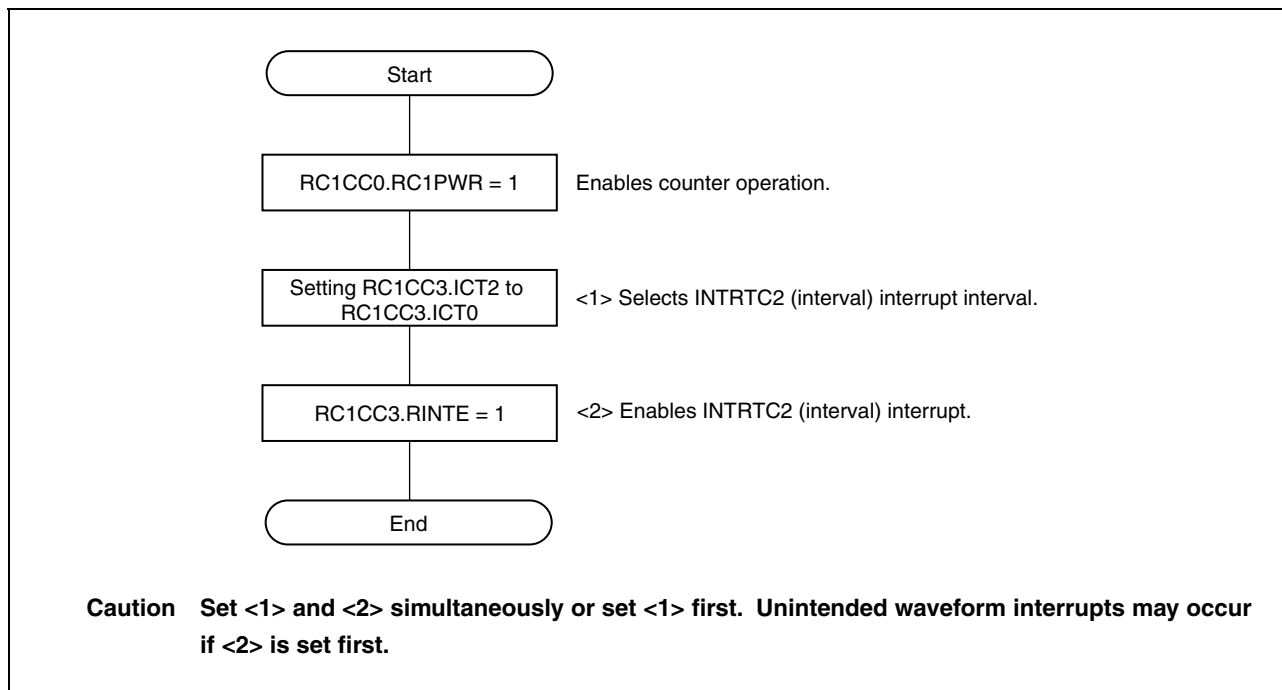 Start
RC1CC0.RC1PWR = 1
Enables counter operation.
Setting RC1CC3.ICT2 to
RC1CC3.ICT0
<1> Selects INTRTC2 (interval) interrupt interval.
RC1CC3.RINTE = 1
<2> Enables INTRTC2 (interval) interrupt.
End
Caution Set <1> and <2> simultaneously or set <1> first. Unintended waveform interrupts may occur
if <2> is set first.